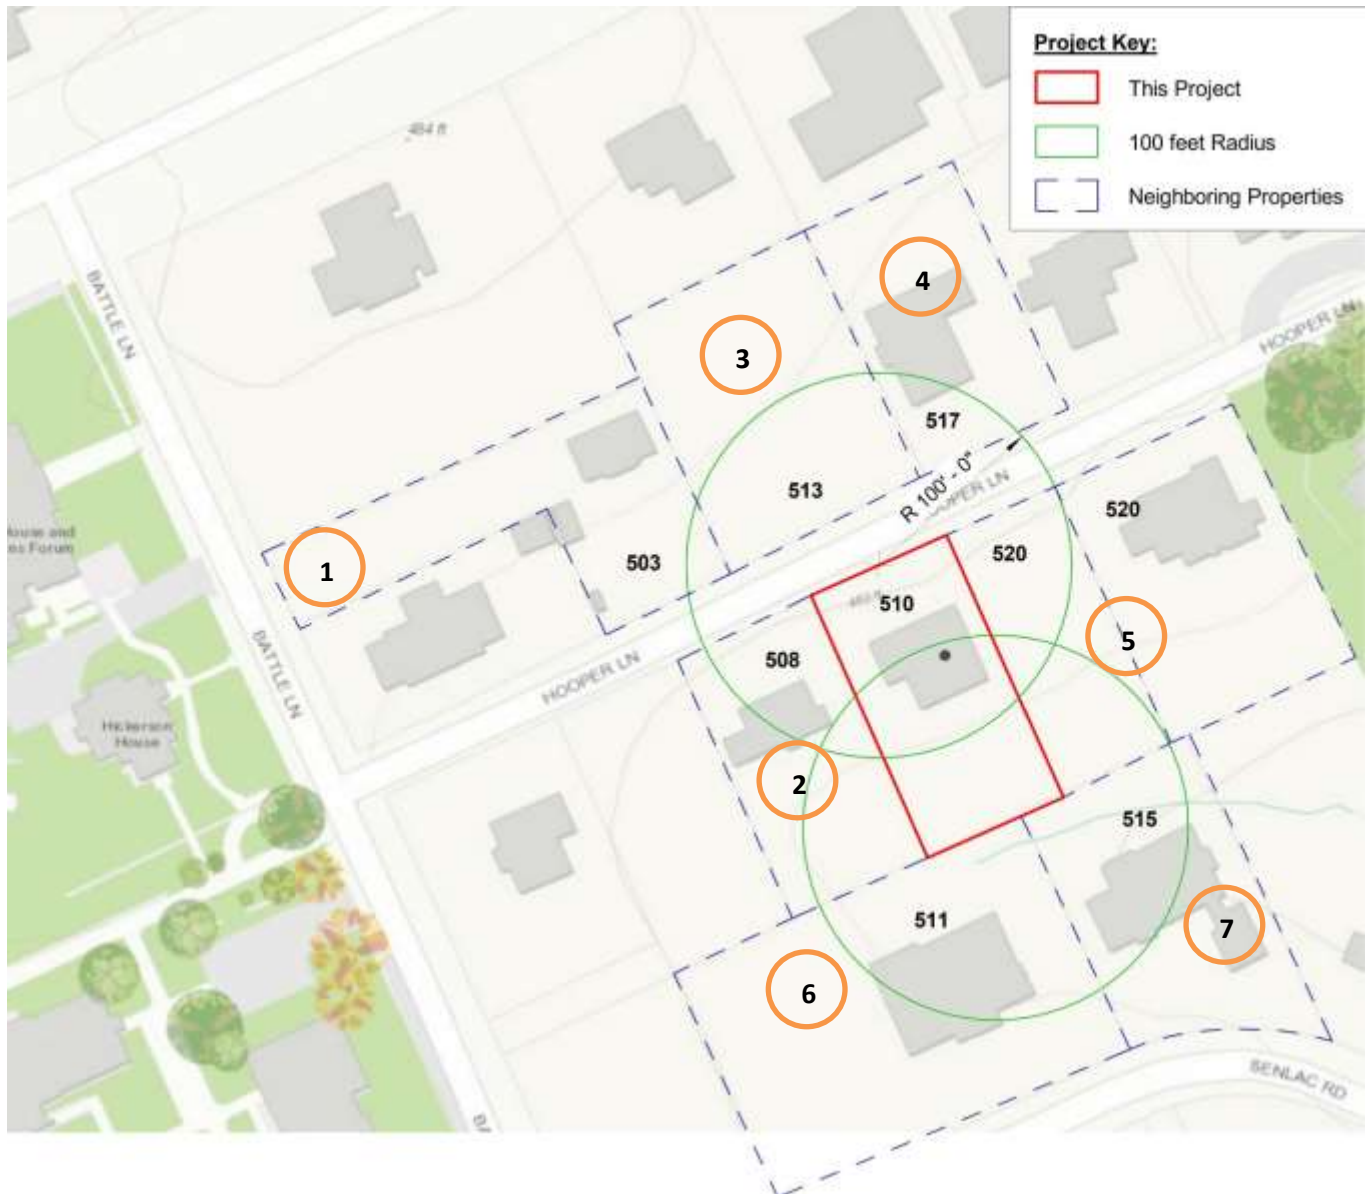 Project Key:
This Project
100 feet Radius
Neighboring Properties
484 ft
BATTLE LN
4
3
HOOPER LN
517
R 100' - 0"
OPER LN
513
520
520
1
503
510
5
508
BATTLE LN
HOOPER LN
Hickerson
House
2
515
511
7
6
SENLAC RD
BA